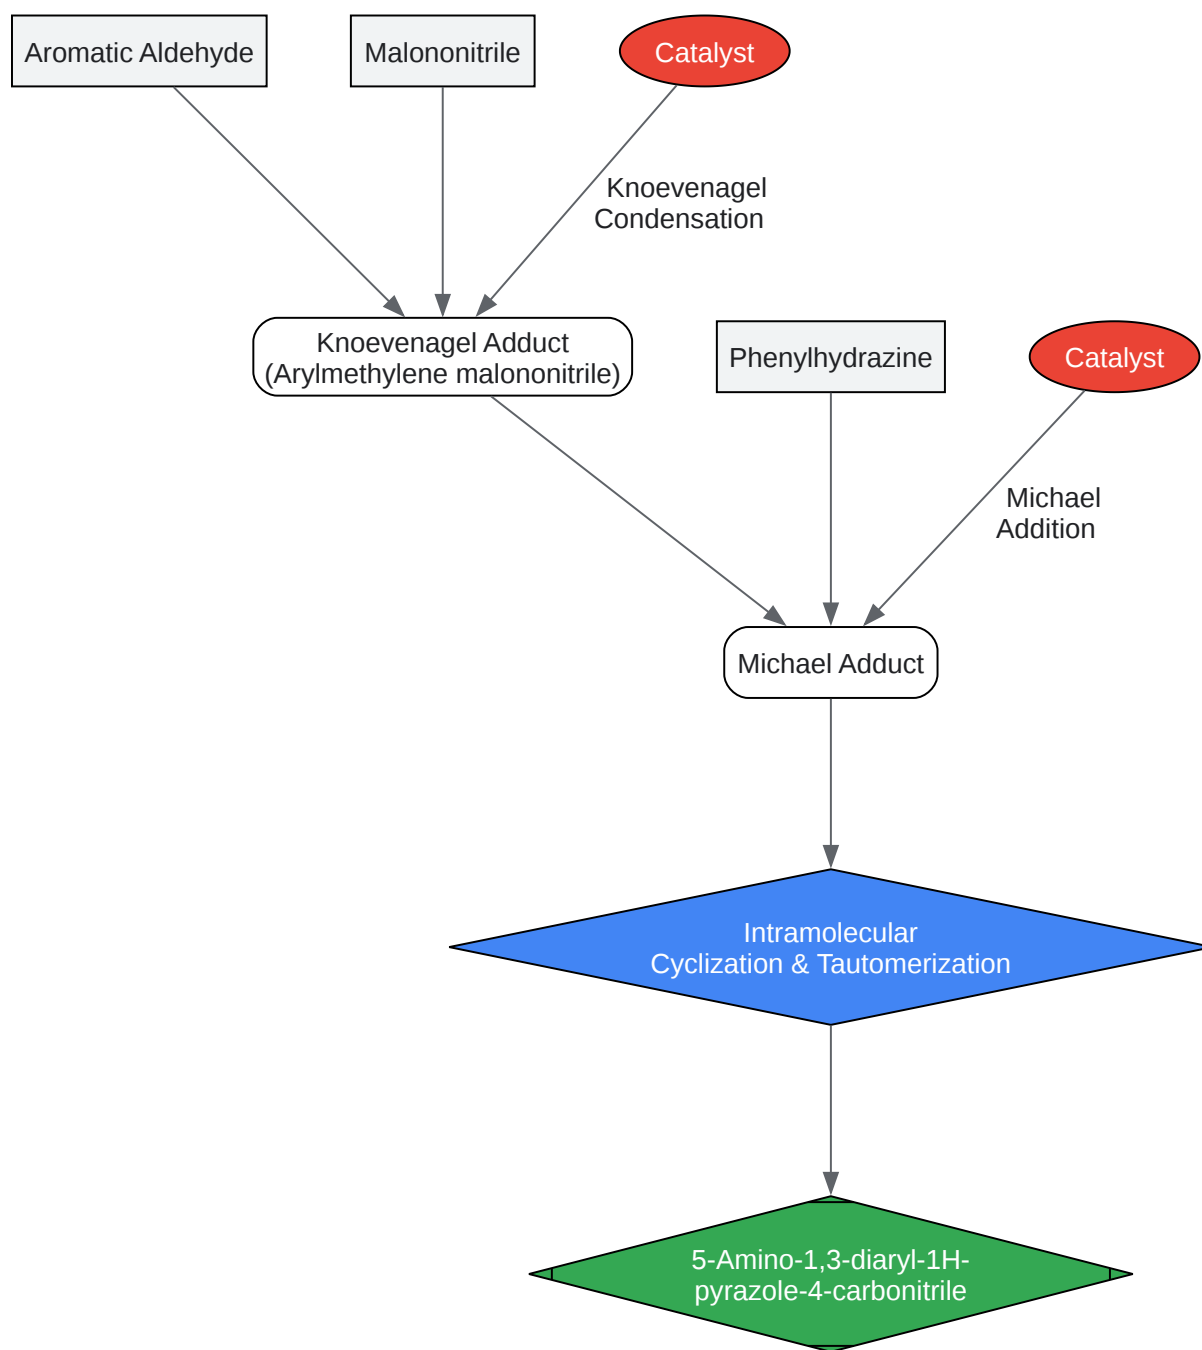 Aromatic Aldehyde
Malononitrile
Catalyst
Knoevenagel
Condensation
Knoevenagel Adduct
(Arylmethylene malononitrile)
Phenylhydrazine
Catalyst
Michael
Addition
Michael Adduct
Intramolecular
Cyclization & Tautomerization
5-Amino-1,3-diaryl-1H-
pyrazole-4-carbonitrile